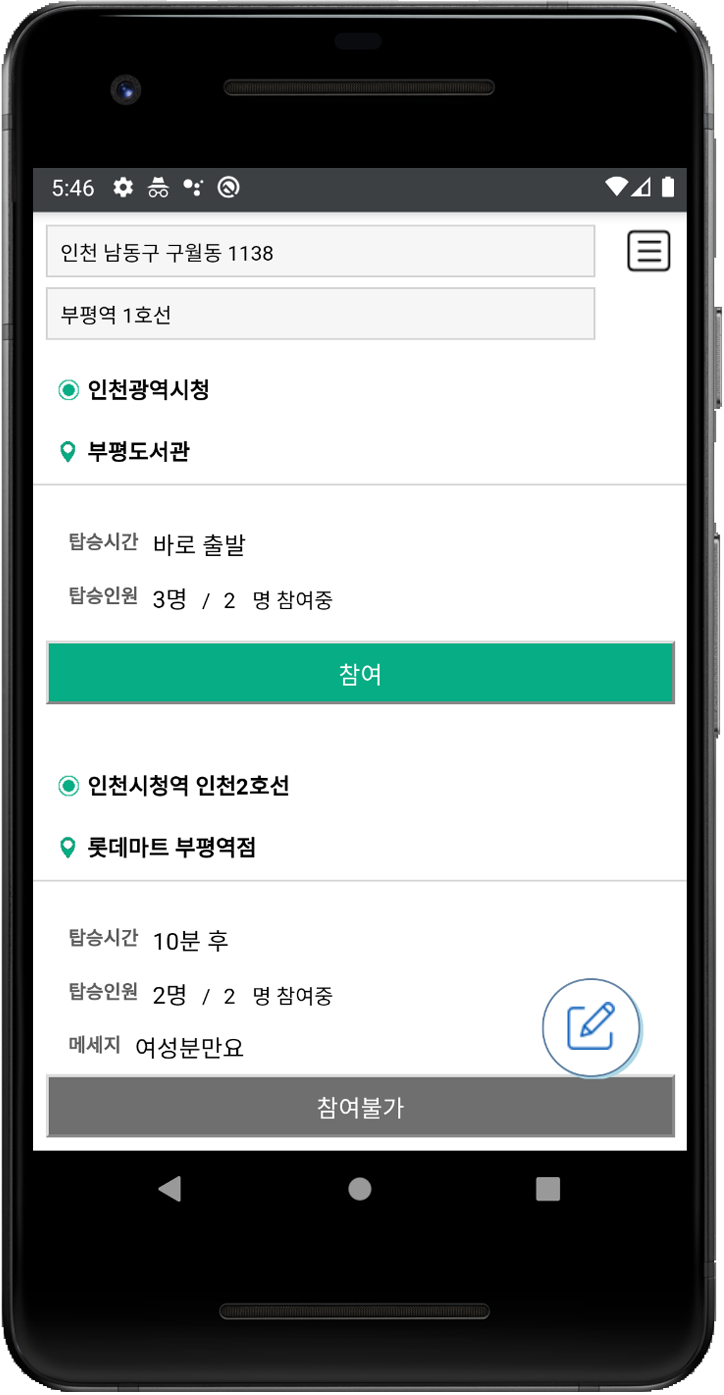 5:46
인천 남동구 구월동 1138
부평역 1호선
인천광역시청
부평도서관
탑승시간 바로 출발
탑승인원 3명 / 2 명 참여중
참여
인천시청역 인천2호선
롯데마트 부평역점
탑승시간 10분 후
탑승인원 2명 / 2 명 참여중
메세지 여성분만요
참여불가